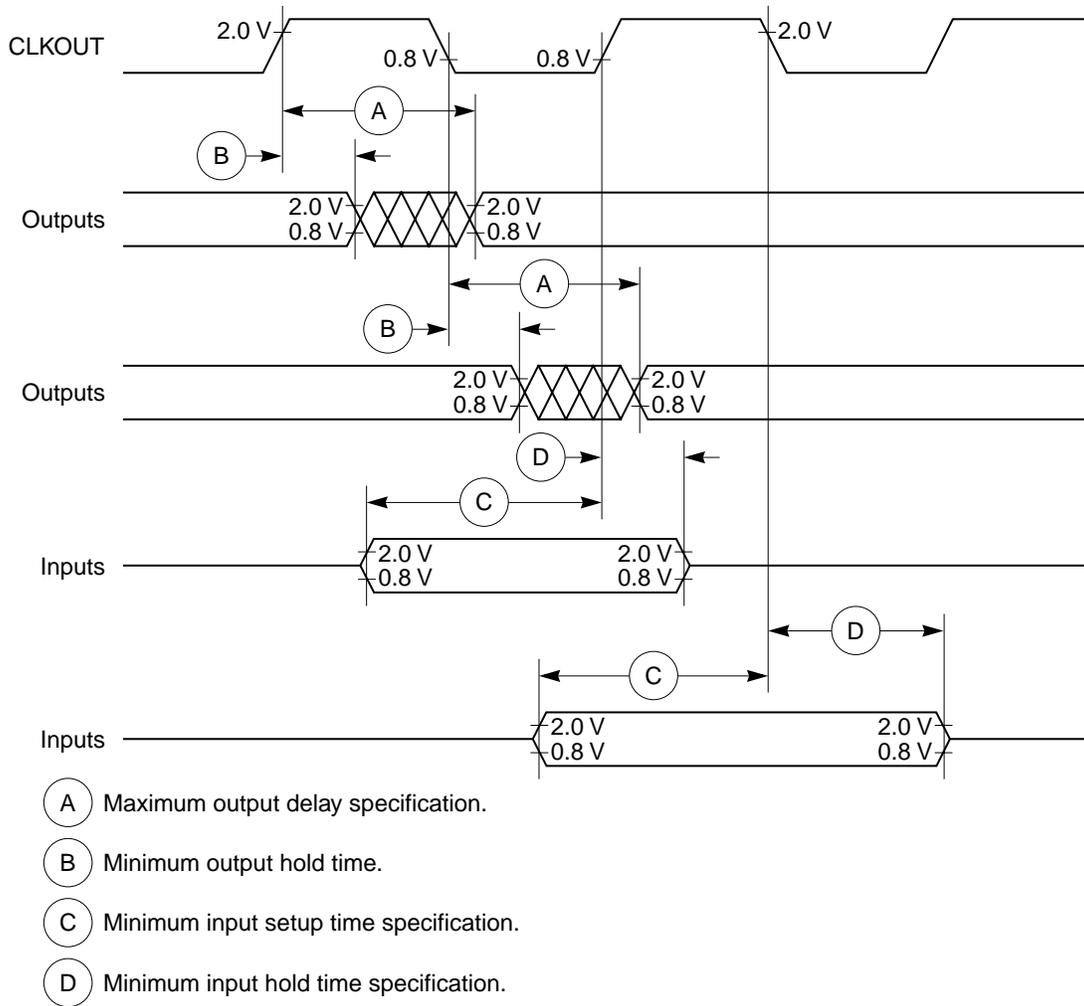 CLKOUT
2.0 V
0.8 V
0.8 V
2.0 V
A
B
Outputs
2.0 V
0.8 V
2.0 V
0.8 V
A
B
Outputs
2.0 V
0.8 V
2.0 V
0.8 V
D
C
Inputs
2.0 V
0.8 V
2.0 V
0.8 V
D
C
Inputs
2.0 V
0.8 V
2.0 V
0.8 V
A Maximum output delay specification.
B Minimum output hold time.
C Minimum input setup time specification.
D Minimum input hold time specification.